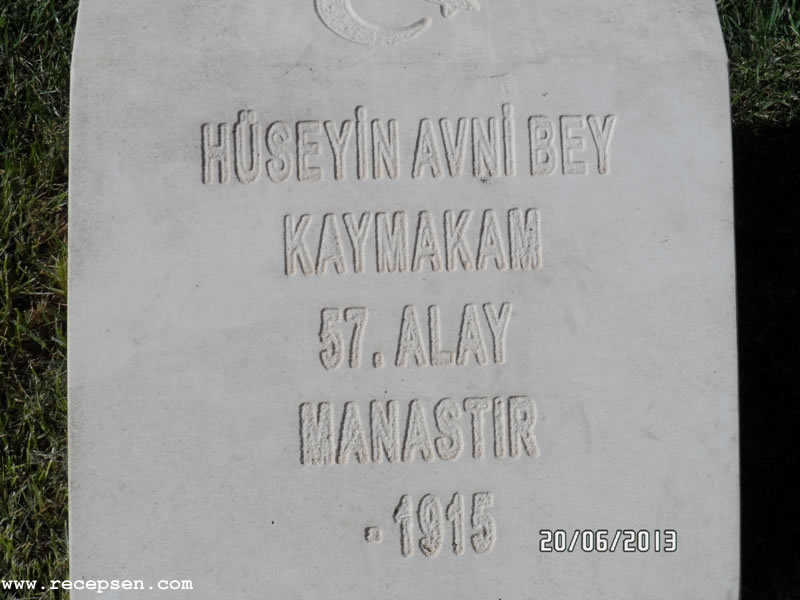 HÜSEYİN AVNİ BEY
KAYMAKAM
57. ALAY
MANASTIR
- 1915
20/06/2013
www.recepsen.com